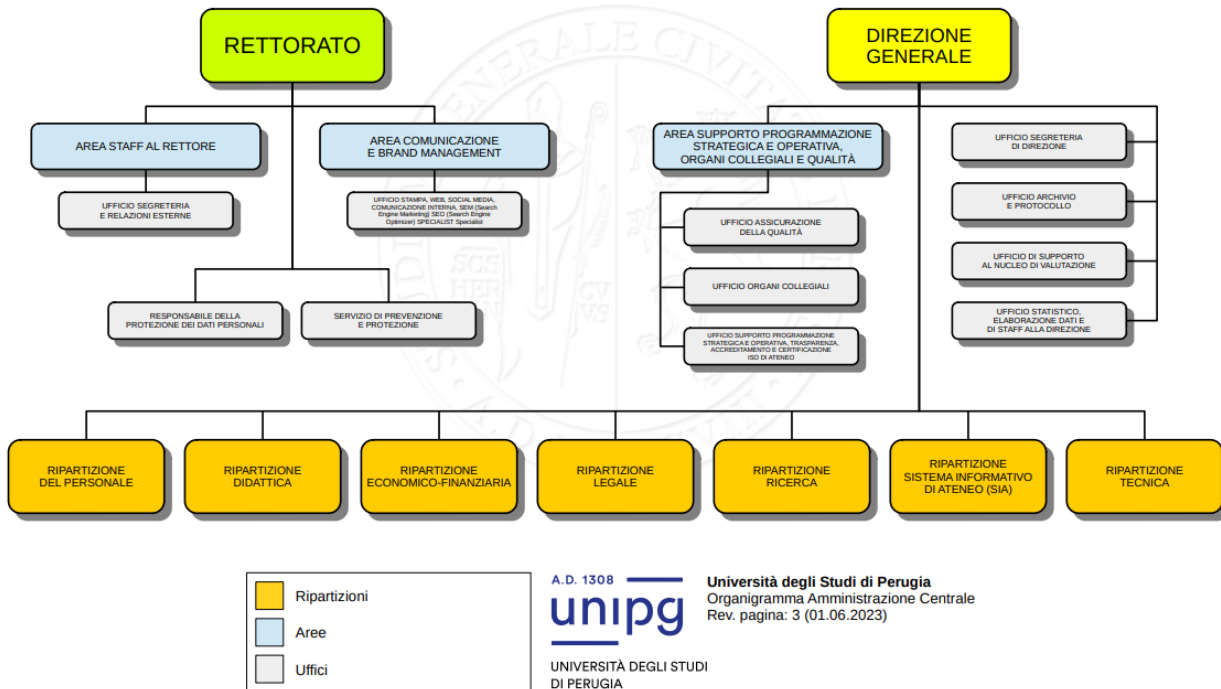 RETTORATO
DIREZIONE
GENERALE
AREA STAFF AL RETTORE
AREA COMUNICAZIONE
E BRAND MANAGEMENT
AREA SUPPORTO PROGRAMMAZIONE
STRATEGICA E OPERATIVA,
ORGANI COLLEGIALI E QUALITÀ
UFFICIO SEGRETERIA
DI DIREZIONE
UFFICIO SEGRETERIA
E RELAZIONI ESTERNE
UFFICIO STAMPA, WEB, SOCIAL MEDIA,
COMUNICAZIONE INTERNA, SEM (Search
Engine Marketing) SEO (Search Engine
Optimizer) SPECIALIST Specialist
UFFICIO ARCHIVIO
E PROTOCOLLO
UFFICIO ASSICURAZIONE
DELLA QUALITÀ
UFFICIO DI SUPPORTO
AL NUCLEO DI VALUTAZIONE
UFFICIO ORGANI COLLEGIALI
RESPONSABILE DELLA
PROTEZIONE DEI DATI PERSONALI
SERVIZIO DI PREVENZIONE
E PROTEZIONE
UFFICIO STATISTICO,
ELABORAZIONE DATI E
DI STAFF ALLA DIREZIONE
UFFICIO SUPPORTO PROGRAMMAZIONE
STRATEGICA E OPERATIVA, TRASPARENZA,
ACCREDITAMENTO E CERTIFICAZIONE
ISO DI ATENEO
RIPARTIZIONE
DEL PERSONALE
RIPARTIZIONE
DIDATTICA
RIPARTIZIONE
ECONOMICO-FINANZIARIA
RIPARTIZIONE
LEGALE
RIPARTIZIONE
RICERCA
RIPARTIZIONE
SISTEMA INFORMATIVO
DI ATENEO (SIA)
RIPARTIZIONE
TECNICA
Ripartizioni
Aree
Uffici
A.D. 1308
unipg
UNIVERSITÀ DEGLI STUDI
DI PERUGIA
Università degli Studi di Perugia
Organigramma Amministrazione Centrale
Rev. pagina: 3 (01.06.2023)